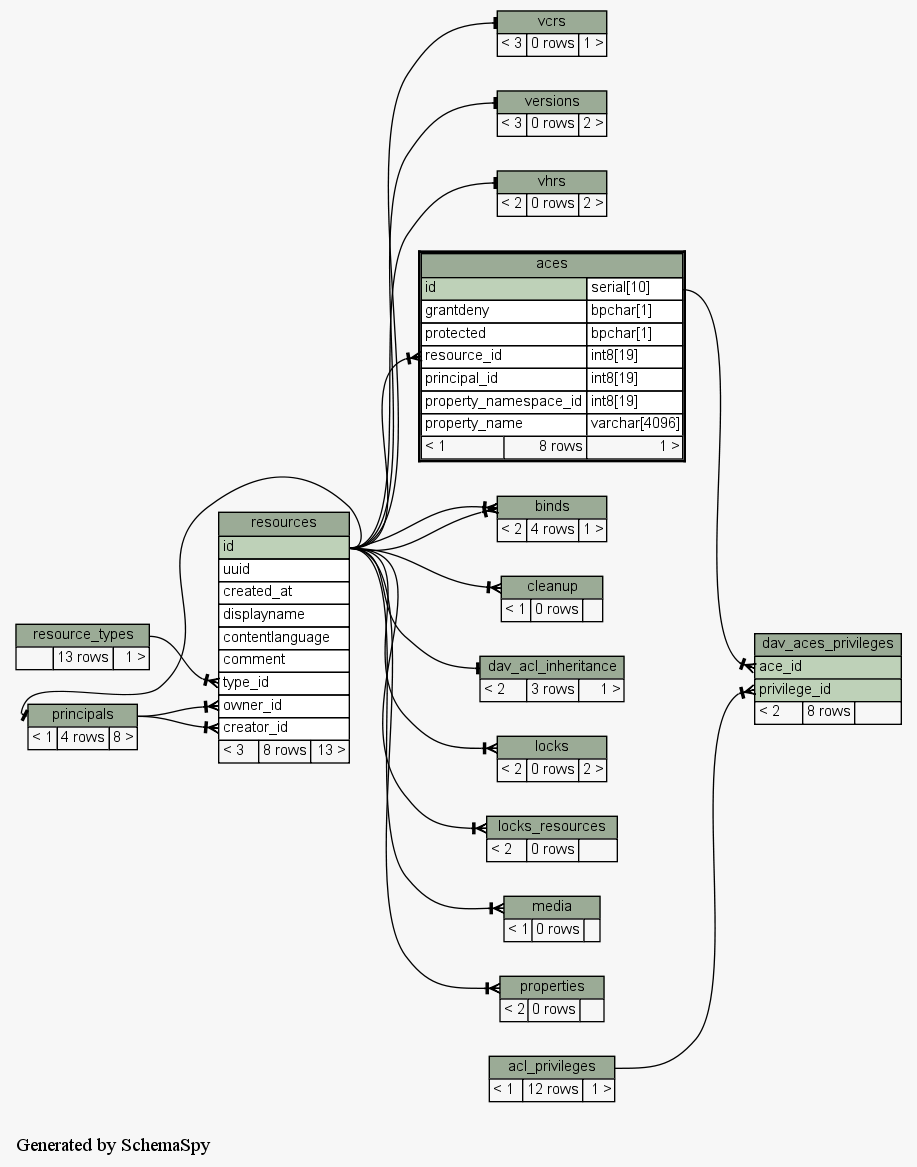 vcrs
< 3 0 rows 1 >
versions
< 3 0 rows 2 >
vhrs
< 2 0 rows 2 >
aces
id serial[10]
grantdeny bpchar[1]
protected bpchar[1]
resource_id int8[19]
principal_id int8[19]
property_namespace_id int8[19]
property_name varchar[4096]
< 1 8 rows 1 >
binds
< 2 4 rows 1 >
resources
id
uuid
created_at
displayname
contentlanguage
comment
type_id
owner_id
creator_id
< 3 8 rows 13 >
cleanup
< 1 0 rows
resource_types
13 rows 1 >
principals
< 1 4 rows 8 >
dav_acl_inheritance
< 2 3 rows 1 >
dav_aces_privileges
ace_id
privilege_id
< 2 8 rows
locks
< 2 0 rows 2 >
locks_resources
< 2 0 rows
media
< 1 0 rows
properties
< 2 0 rows
acl_privileges
< 1 12 rows 1 >
Generated by SchemaSpy